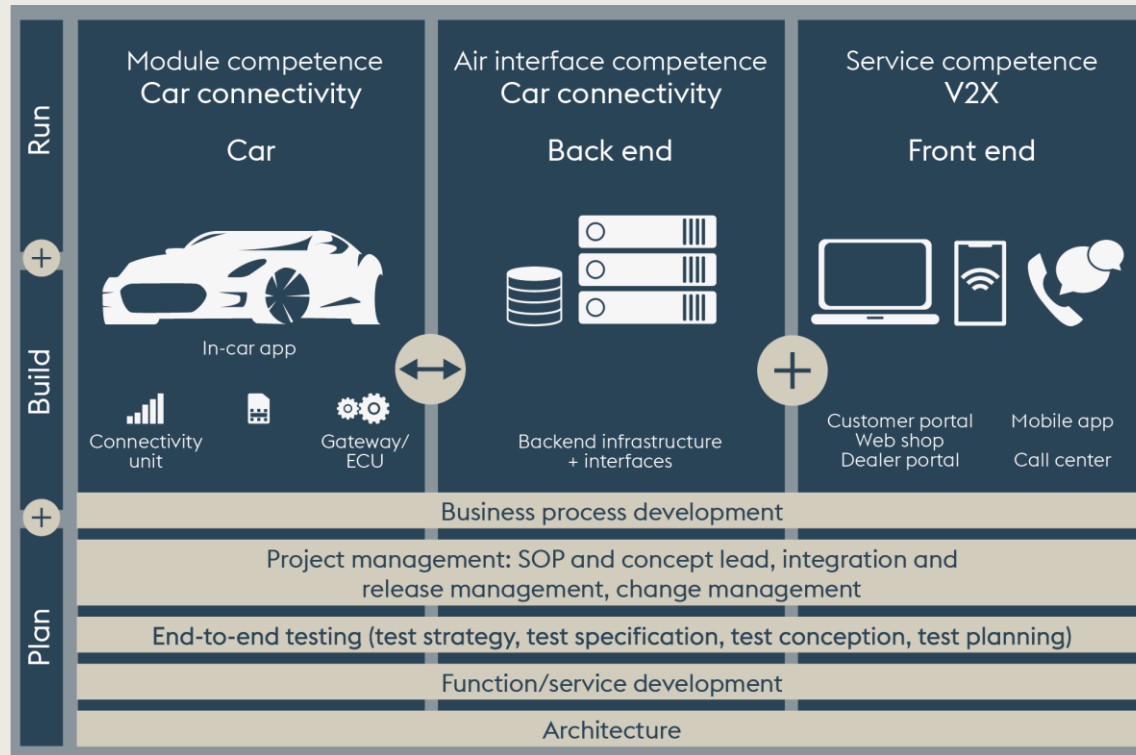 Run
Build
Plan
Module competence
Car connectivity
Car
In-car app
Connectivity
unit
Gateway/
ECU
Air interface competence
Car connectivity
Back end
Backend infrastructure
+ interfaces
Service competence
V2X
Front end
Customer portal
Web shop
Dealer portal
Mobile app
Call center
Business process development
Project management: SOP and concept lead, integration and
release management, change management
End-to-end testing (test strategy, test specification, test conception, test planning)
Function/service development
Architecture